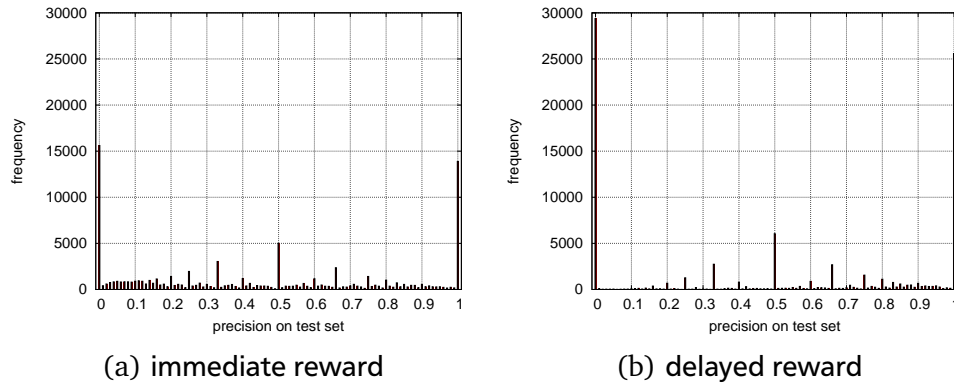 30000
25000
20000
15000
10000
5000
0
frequency
0 0.1 0.2 0.3 0.4 0.5 0.6 0.7 0.8 0.9 1
precision on test set
(a) immediate reward
30000
25000
20000
15000
10000
5000
0
frequency
0 0.1 0.2 0.3 0.4 0.5 0.6 0.7 0.8 0.9
precision on test set
(b) delayed reward